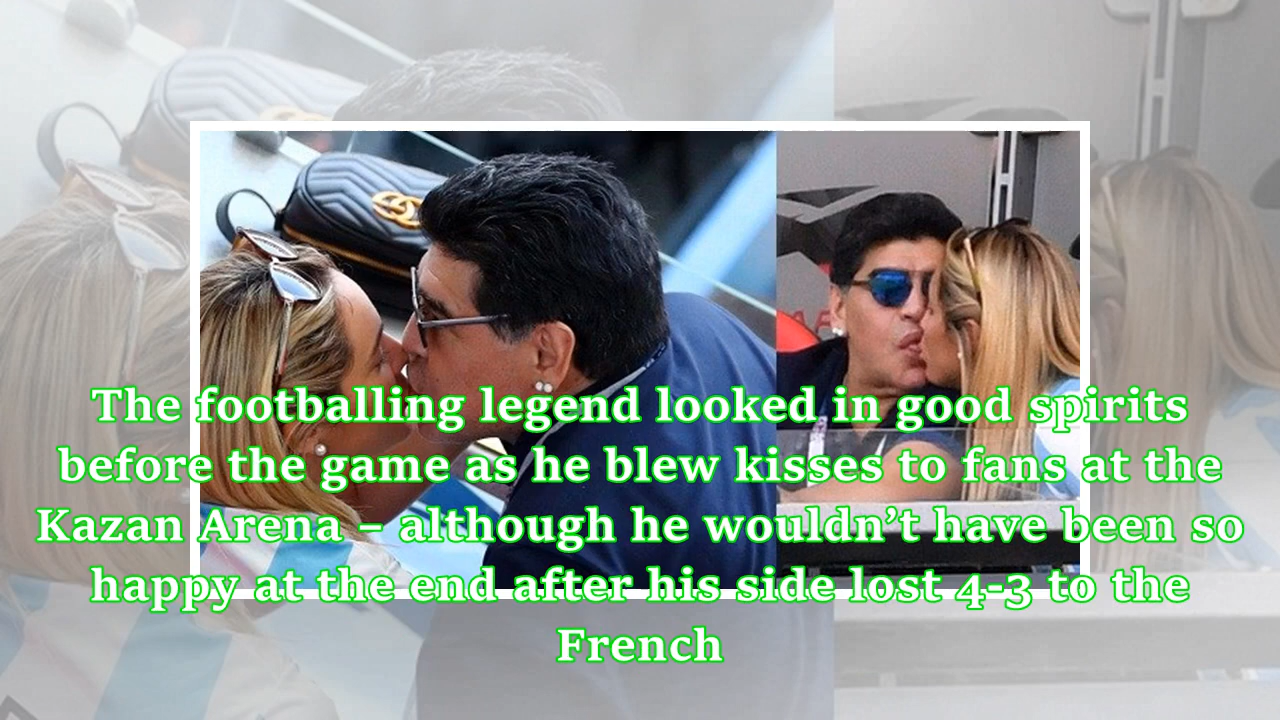 The footballing legend looked in good spirits
before the game as he blew kisses to fans at the
Kazan Arena – although he wouldn’t have been so
happy at the end after his side lost 4-3 to the
French